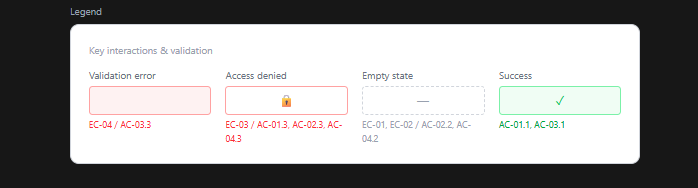 Legend
Key interactions & validation
Validation error
Access denied
Empty state
Success
EC-04 / AC-03.3
EC-03 / AC-01.3, AC-02.3, AC-
04.3
EC-01, EC-02 / AC-02.2, AC-
04.2
AC-01.1, AC-03.1